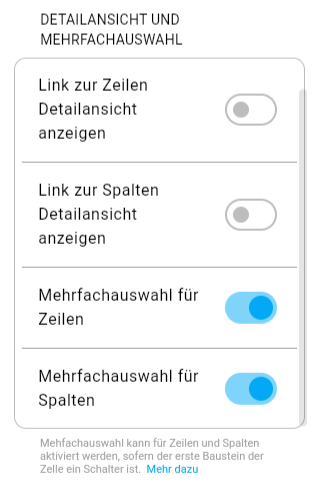 DETAILANSICHT UND
MEHRFACHAUSWAHL
Link zur Zeilen
Detailansicht
anzeigen
Link zur Spalten
Detailansicht
anzeigen
Mehrfachauswahl für
Zeilen
Mehrfachauswahl für
Spalten
Mehfachauswahl kann für Zeilen und Spalten
aktiviert werden, sofern der erste Baustein der
Zelle ein Schalter ist. Mehr dazu